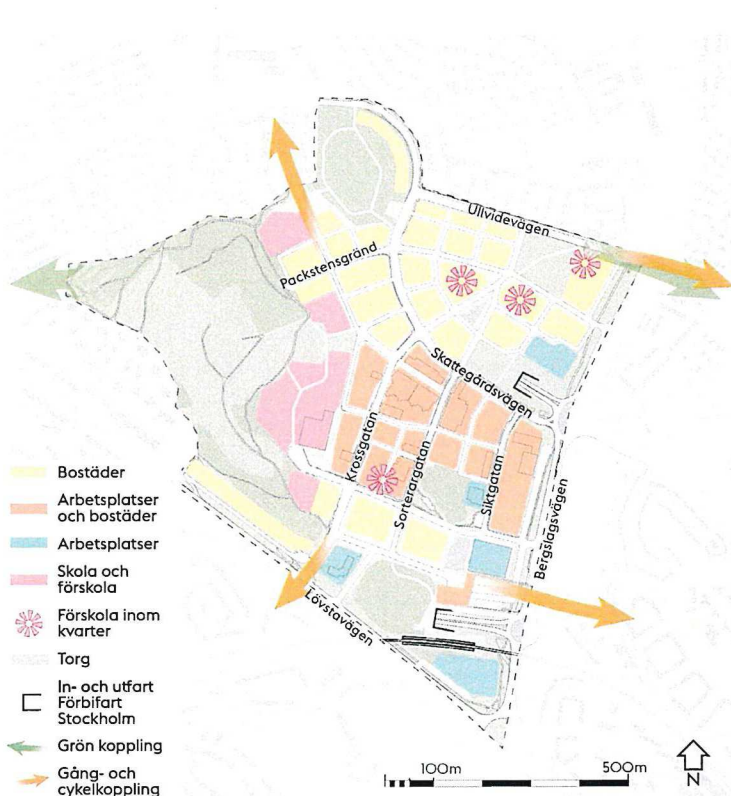 Ullvidevägen
Packstensgränd
Skattegårdsvägen
Krossgatan
Sorterargatan
Siktgatan
Bergslagsvägen
Lövstavägen
Bostäder
Arbetsplatser
och bostäder
Arbetsplatser
Skola och
förskola
Förskola inom
kvarter
Torg
In- och utfart
Förbifart
Stockholm
Grön koppling
Gång- och
cykelkoppling
100m
500m
N